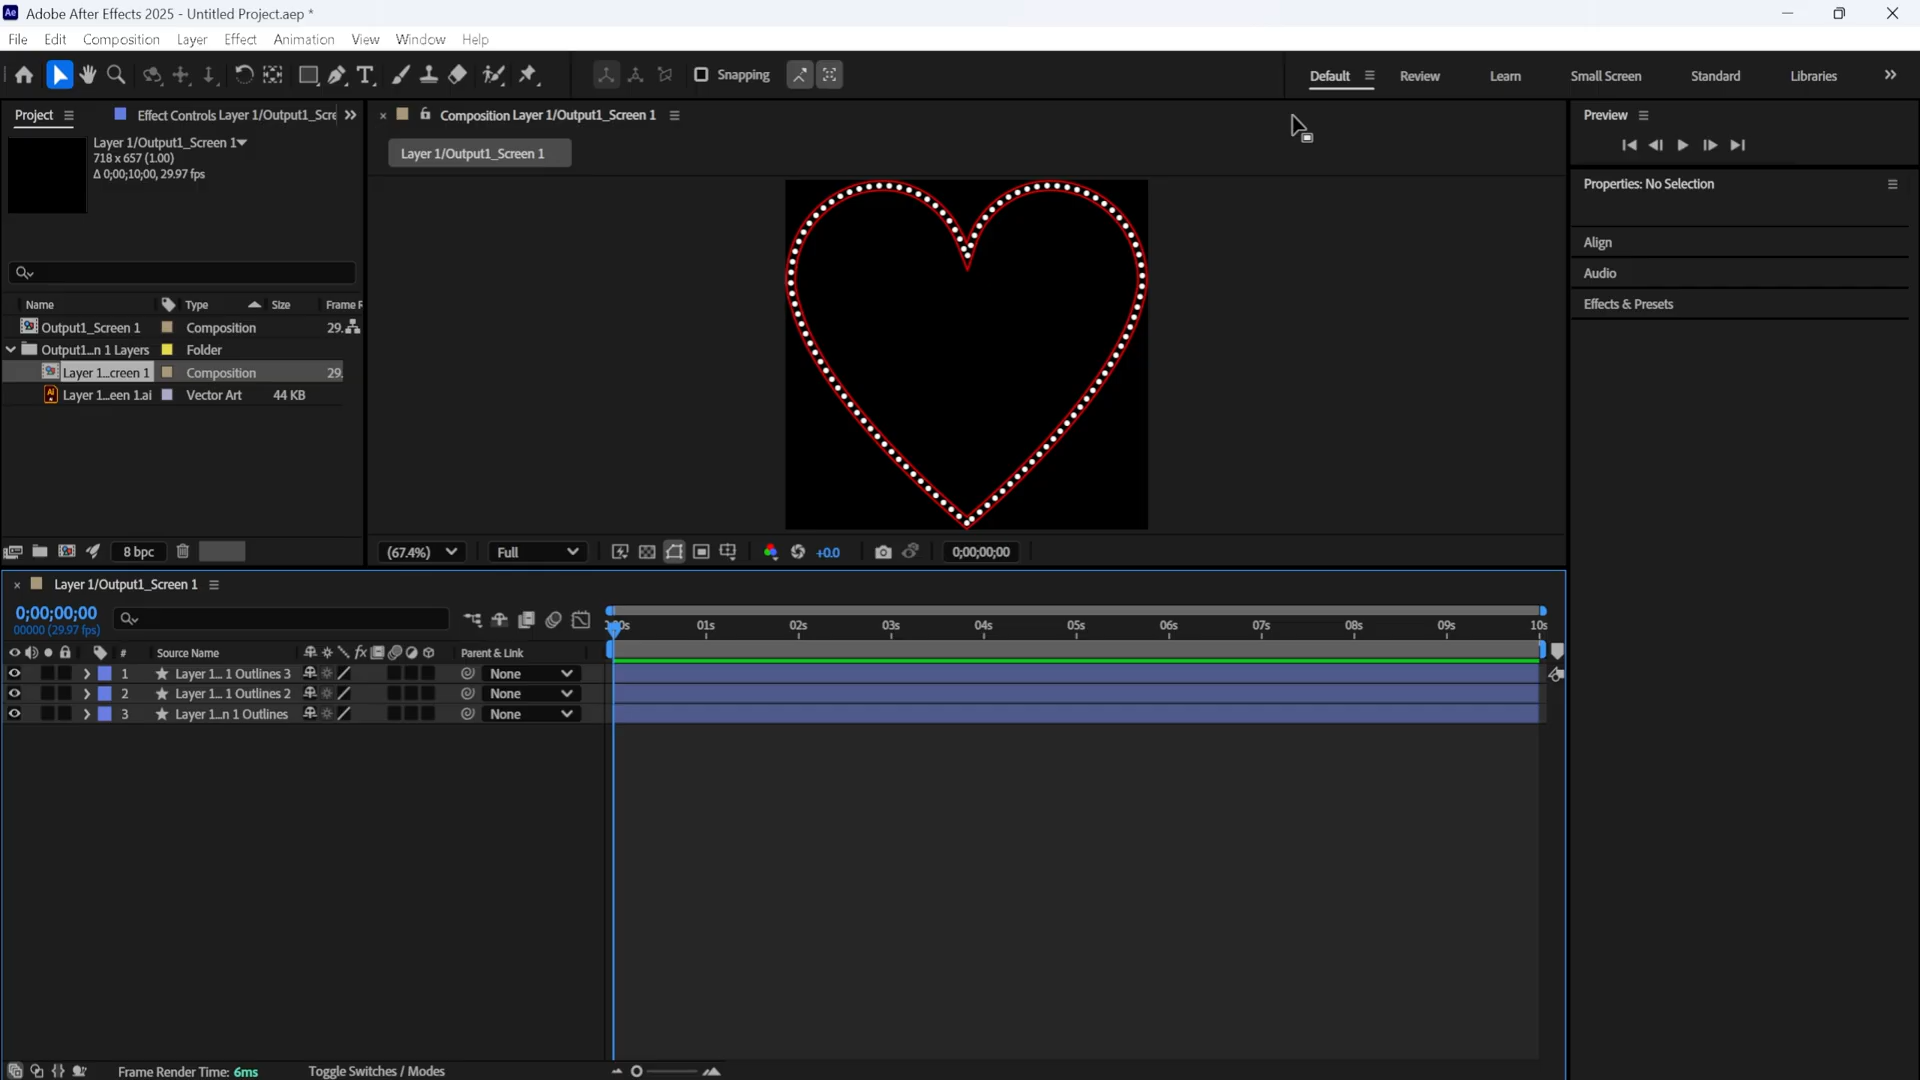 Adobe After Effects 2025 - Untitled Project.aep *
File Edit Composition Layer Effect Animation View Window Help
Snapping
Default Review Learn Small Screen Standard Libraries
Project Effect Controls Layer 1/Output1_Scre
Layer 1/Output1_Screen 1
718 x 657 (1.00)
Δ 0;00;10;00, 29.97 fps
Name Type Size Frame R
Output1_Screen 1 Composition 29.
Output1...n 1 Layers Folder
Layer 1...creen 1 Composition 29.
Layer 1...een 1.ai Vector Art 44 KB
8 bpc
Composition Layer 1/Output1_Screen 1
Layer 1/Output1_Screen 1
(67.4%) Full +0.0 0;00;00;00
Preview
Properties: No Selection
Align
Audio
Effects & Presets
Layer 1/Output1_Screen 1
0;00;00;00
00000 (29.97 fps)
:00s 01s 02s 03s 04s 05s 06s 07s 08s 09s 10s
# Source Name fx Parent & Link
1 Layer 1... 1 Outlines 3 None
2 Layer 1... 1 Outlines 2 None
3 Layer 1...n 1 Outlines None
Frame Render Time: 6ms Toggle Switches / Modes